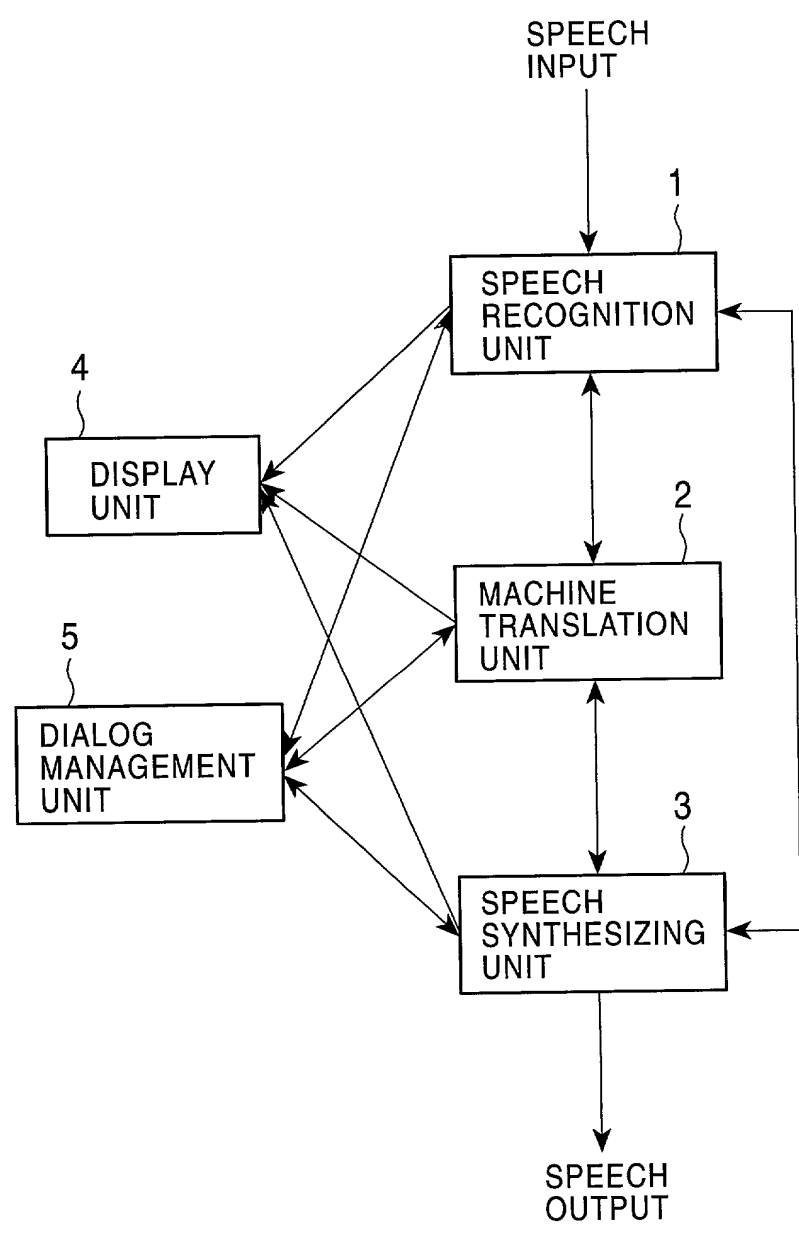 SPEECH
INPUT
1
SPEECH
RECOGNITION
UNIT
4
DISPLAY
UNIT
2
MACHINE
TRANSLATION
UNIT
5
DIALOG
MANAGEMENT
UNIT
3
SPEECH
SYNTHESIZING
UNIT
SPEECH
OUTPUT